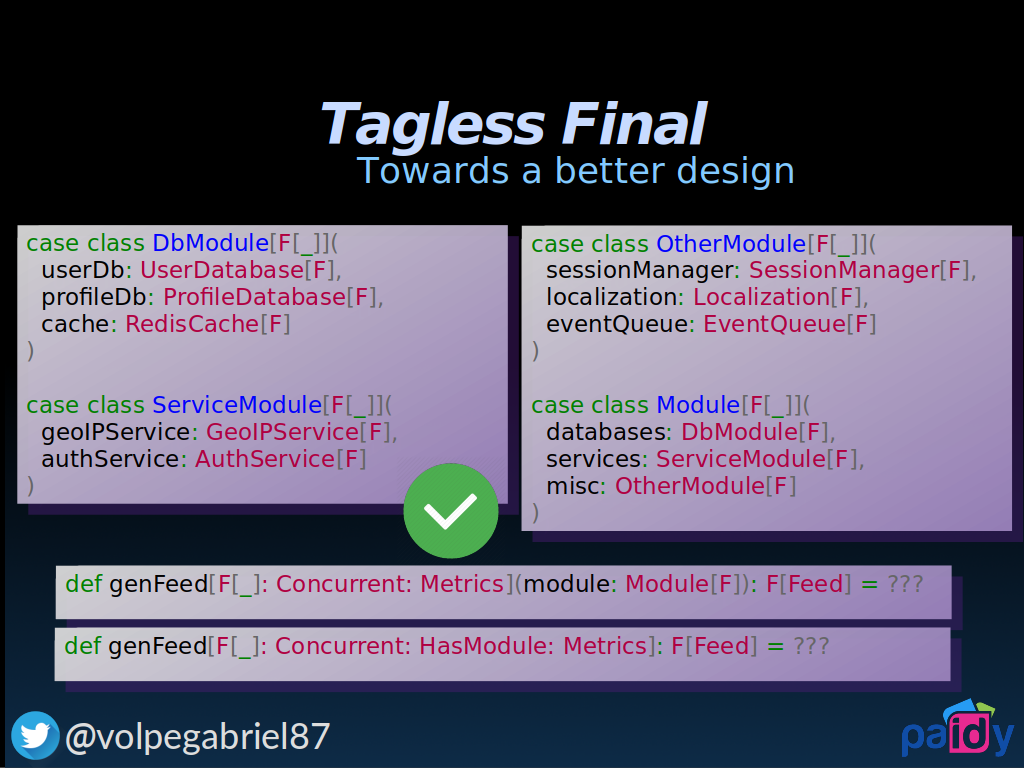 Tagless Final
Towards a better design
case class DbModule[F[_]](
  userDb: UserDatabase[F],
  profileDb: ProfileDatabase[F],
  cache: RedisCache[F]
)
case class ServiceModule[F[_]](
  geoIPService: GeoIPService[F],
  authService: AuthService[F]
)
case class OtherModule[F[_]](
  sessionManager: SessionManager[F],
  localization: Localization[F],
  eventQueue: EventQueue[F]
)
case class Module[F[_]](
  databases: DbModule[F],
  services: ServiceModule[F],
  misc: OtherModule[F]
)
def genFeed[F[_]: Concurrent: Metrics](module: Module[F]): F[Feed] = ???
def genFeed[F[_]: Concurrent: HasModule: Metrics]: F[Feed] = ???
@volpegabriel87
paidy